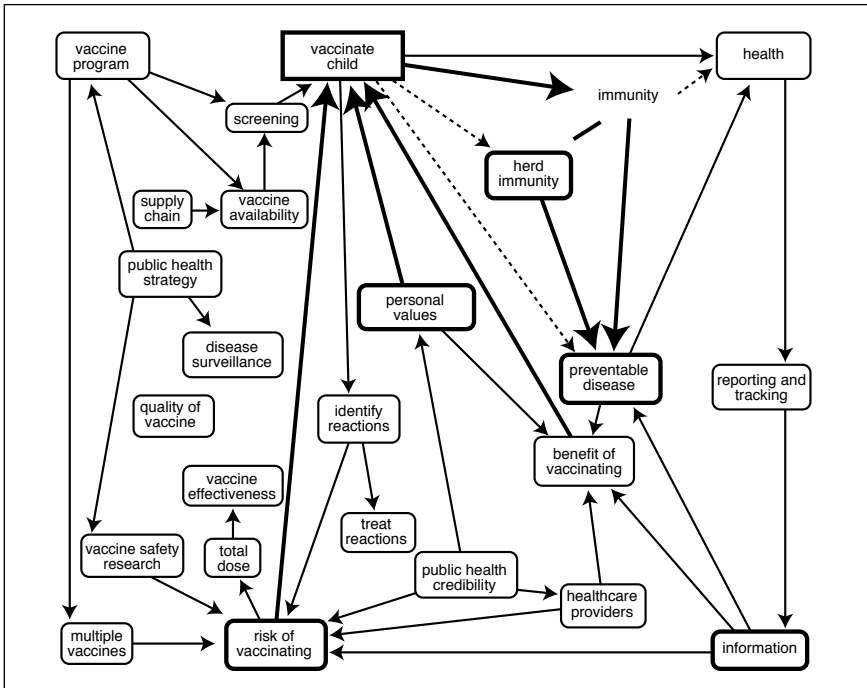 vaccine
program
vaccinate
child
health
immunity
screening
herd
immunity
supply
chain
vaccine
availability
public health
strategy
personal
values
disease
surveillance
preventable
disease
reporting and
tracking
quality of
vaccine
identify
reactions
benefit of
vaccinating
vaccine
effectiveness
treat
reactions
vaccine safety
research
total
dose
public health
credibility
healthcare
providers
multiple
vaccines
risk of
vaccinating
information